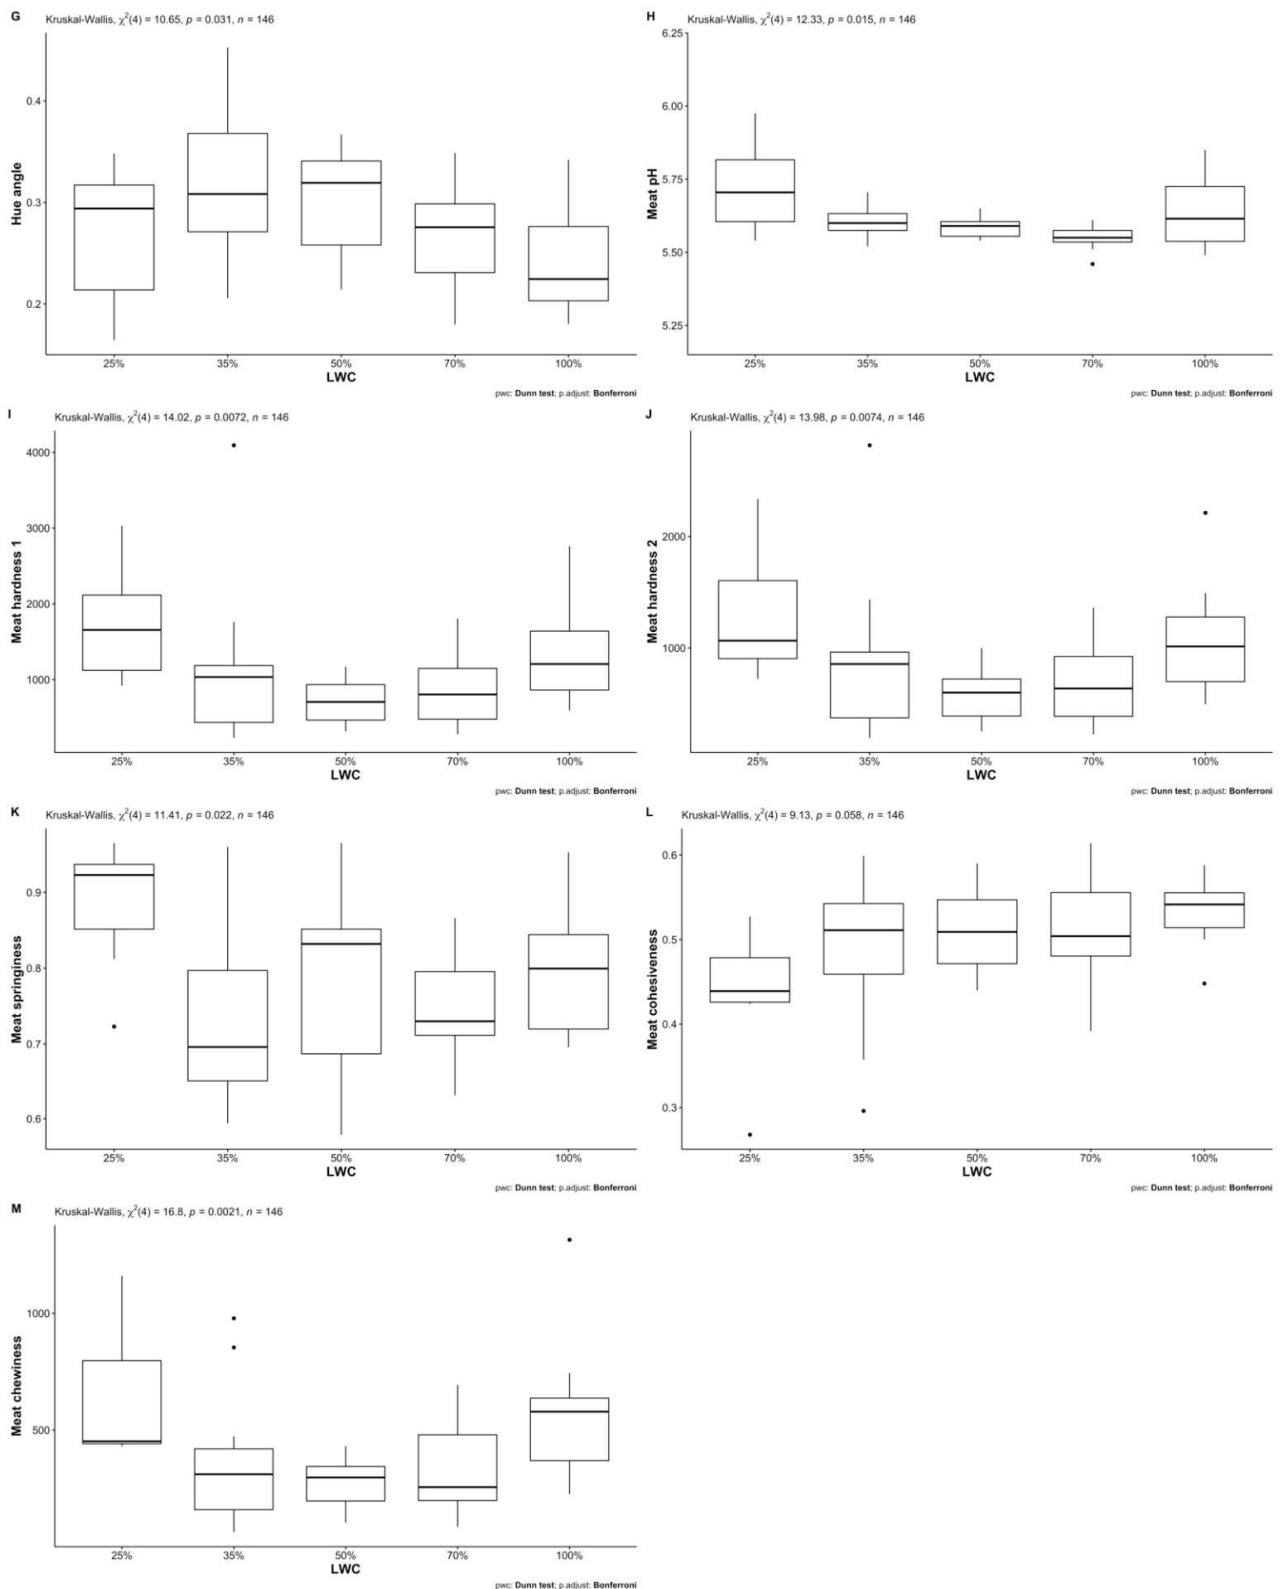 G
Kruskal-Wallis, χ²(4) = 10.65, p = 0.031, n = 146
Hue angle
0.4
0.3
0.2
25% 35% 50% 70% 100%
LWC
pwc: Dunn test; p.adjust: Bonferroni
H
Kruskal-Wallis, χ²(4) = 12.33, p = 0.015, n = 146
Meat pH
6.25
6.00
5.75
5.50
5.25
25% 35% 50% 70% 100%
LWC
pwc: Dunn test; p.adjust: Bonferroni
I
Kruskal-Wallis, χ²(4) = 14.02, p = 0.0072, n = 146
Meat hardness 1
4000
3000
2000
1000
25% 35% 50% 70% 100%
LWC
pwc: Dunn test; p.adjust: Bonferroni
J
Kruskal-Wallis, χ²(4) = 13.98, p = 0.0074, n = 146
Meat hardness 2
2000
1000
25% 35% 50% 70% 100%
LWC
pwc: Dunn test; p.adjust: Bonferroni
K
Kruskal-Wallis, χ²(4) = 11.41, p = 0.022, n = 146
Meat springiness
0.9
0.8
0.7
0.6
25% 35% 50% 70% 100%
LWC
pwc: Dunn test; p.adjust: Bonferroni
L
Kruskal-Wallis, χ²(4) = 9.13, p = 0.058, n = 146
Meat cohesiveness
0.6
0.5
0.4
0.3
25% 35% 50% 70% 100%
LWC
pwc: Dunn test; p.adjust: Bonferroni
M
Kruskal-Wallis, χ²(4) = 16.8, p = 0.0021, n = 146
Meat chewiness
1000
500
25% 35% 50% 70% 100%
LWC
pwc: Dunn test; p.adjust: Bonferroni